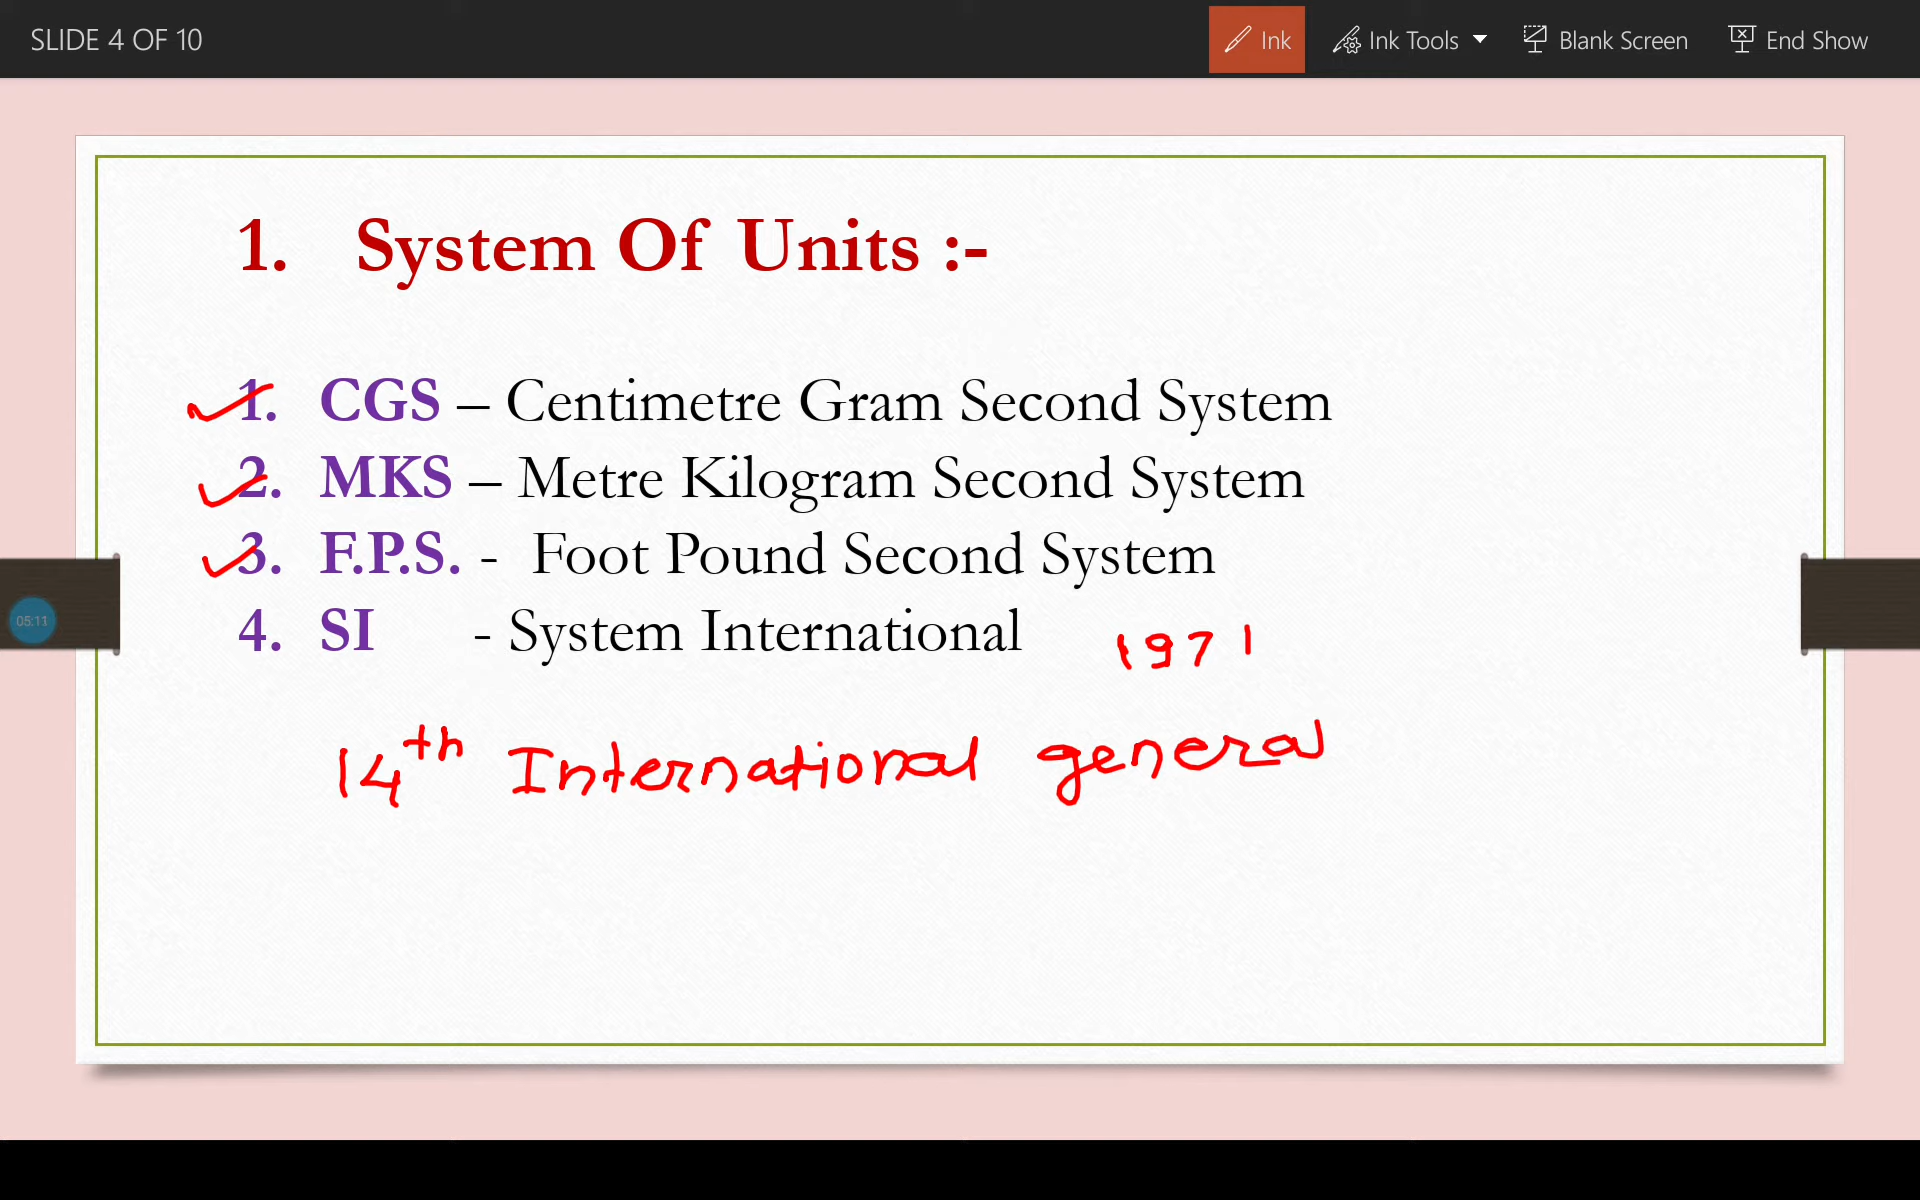 SLIDE 4 OF 10 Ink Ink Tools Blank Screen End Show
1. System Of Units :-
1. CGS – Centimetre Gram Second System
2. MKS – Metre Kilogram Second System
3. F.P.S. - Foot Pound Second System
4. SI - System International 1971
05:11
14th International general